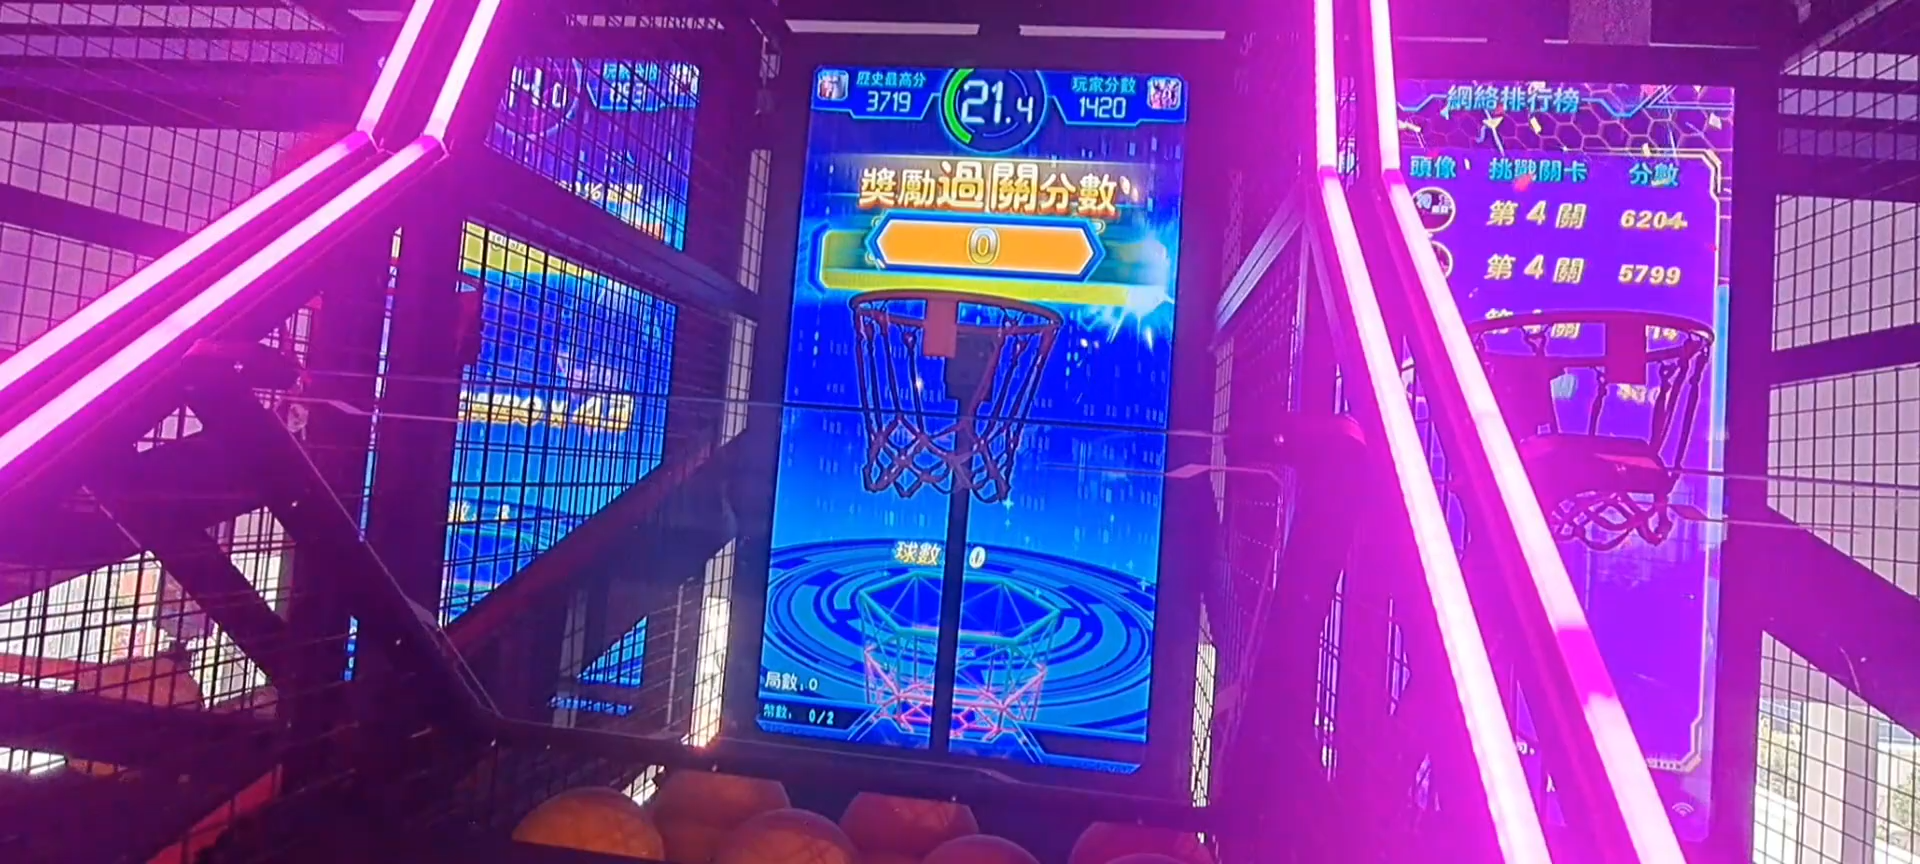 歷史最高分
3719
21.4
玩家分數
1420
獎勵過關分數
0
球數 0
局數:0
幣數: 0/2
網絡排行榜
頭像 挑戰關卡 分數
第4關 6204
第4關 5799